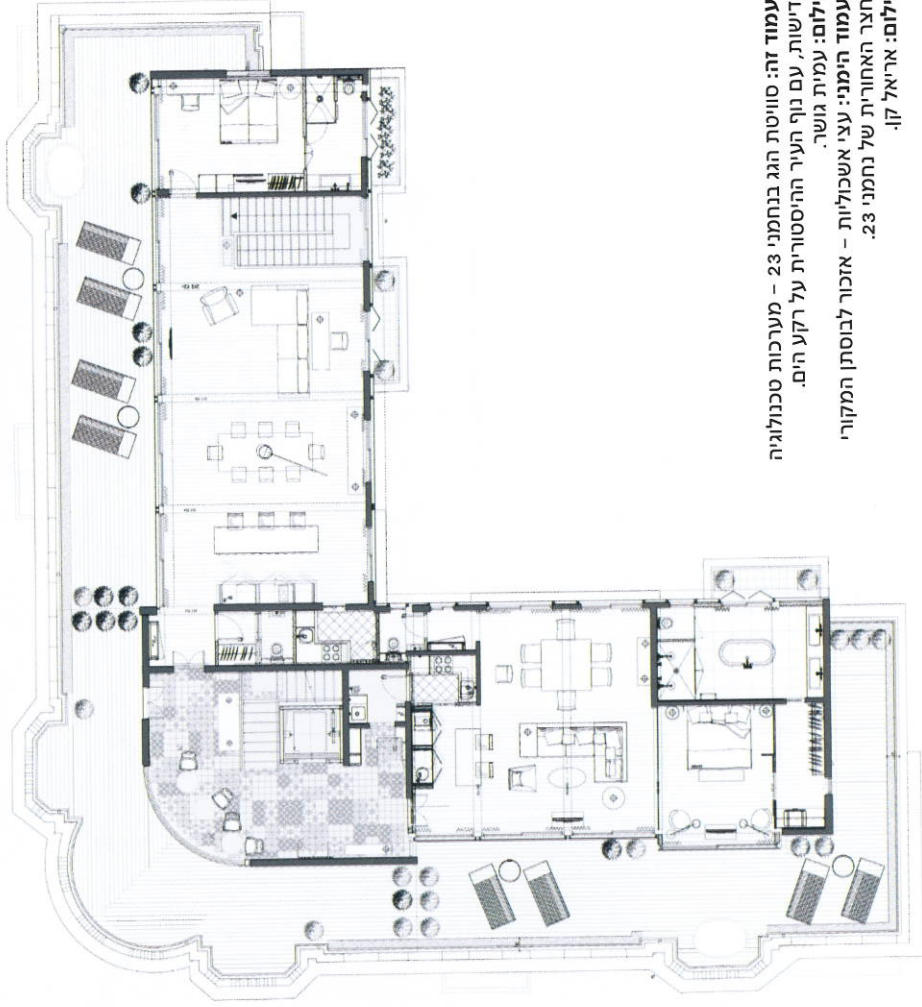 עמוד זה: סוויטת הגג בנחמני 23 – מערכות טכנולוגיה
דשות, עם נוף העיר ההיסטורית על רקע הים.
ילום: עמית גושר.
עמוד הימני: עצי אשכוליות – אזכור לבוסתן המקורי
חצר האחורית של נחמני 23.
ילום: אריאל קן.